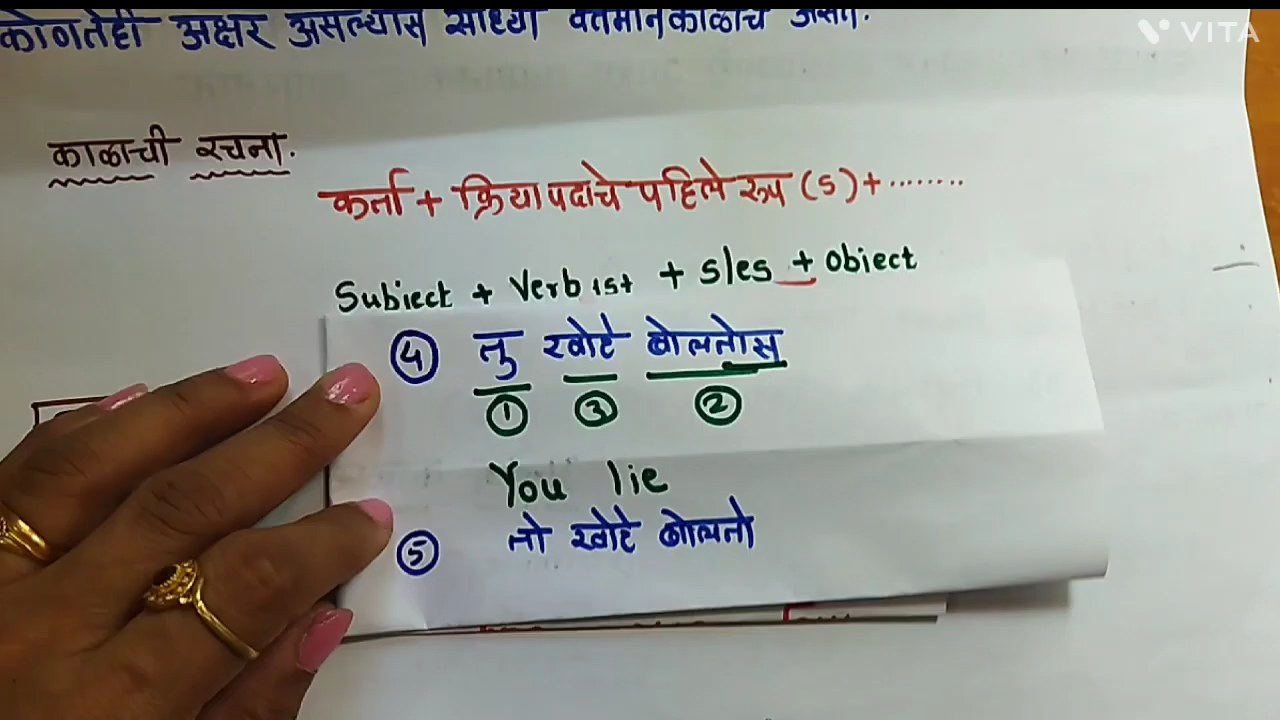 कोणतेही अक्षर असल्यास साध्या वर्तमानकाळाचे असते.
VITA
काळाची रचना.
कर्ता + क्रियापदाचे पहिले रूप (s) + ........
Subject + Verb 1st + s/es + object
④ तु खोटे बोलतोस
① ③ ②
You lie
⑤ तो खोटे बोलतो